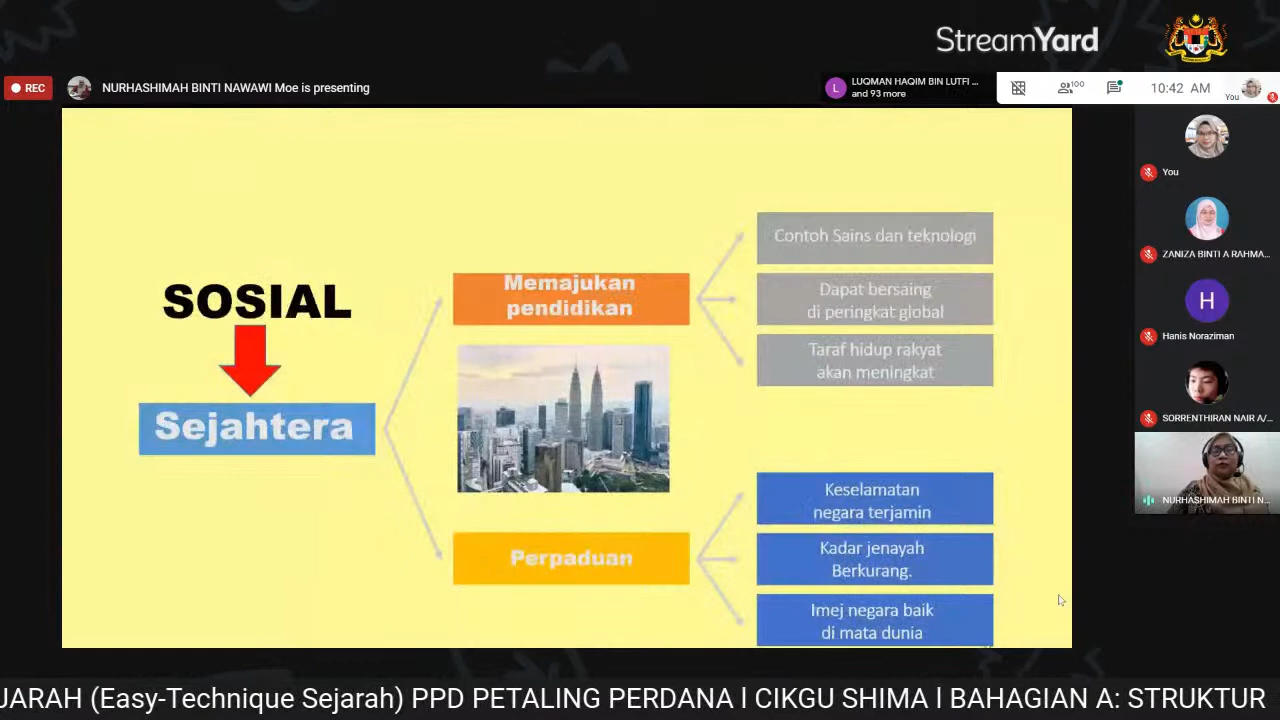 StreamYard
REC
NURHASHIMAH BINTI NAWAWI Moe is presenting
L
LUQMAN HAQIM BIN LUTFI ...
and 93 more
100
10:42 AM
You
You
ZANIZA BINTI A RAHMA...
H
Hanis Noraziman
SORRENTHIRAN NAIR A/...
NURHASHIMAH BINTI N...
SOSIAL
Sejahtera
Memajukan
pendidikan
Contoh Sains dan teknologi
Dapat bersaing
di peringkat global
Taraf hidup rakyat
akan meningkat
Perpaduan
Keselamatan
negara terjamin
Kadar jenayah
Berkurang.
Imej negara baik
di mata dunia
JARAH (Easy-Technique Sejarah) PPD PETALING PERDANA l CIKGU SHIMA l BAHAGIAN A: STRUKTUR